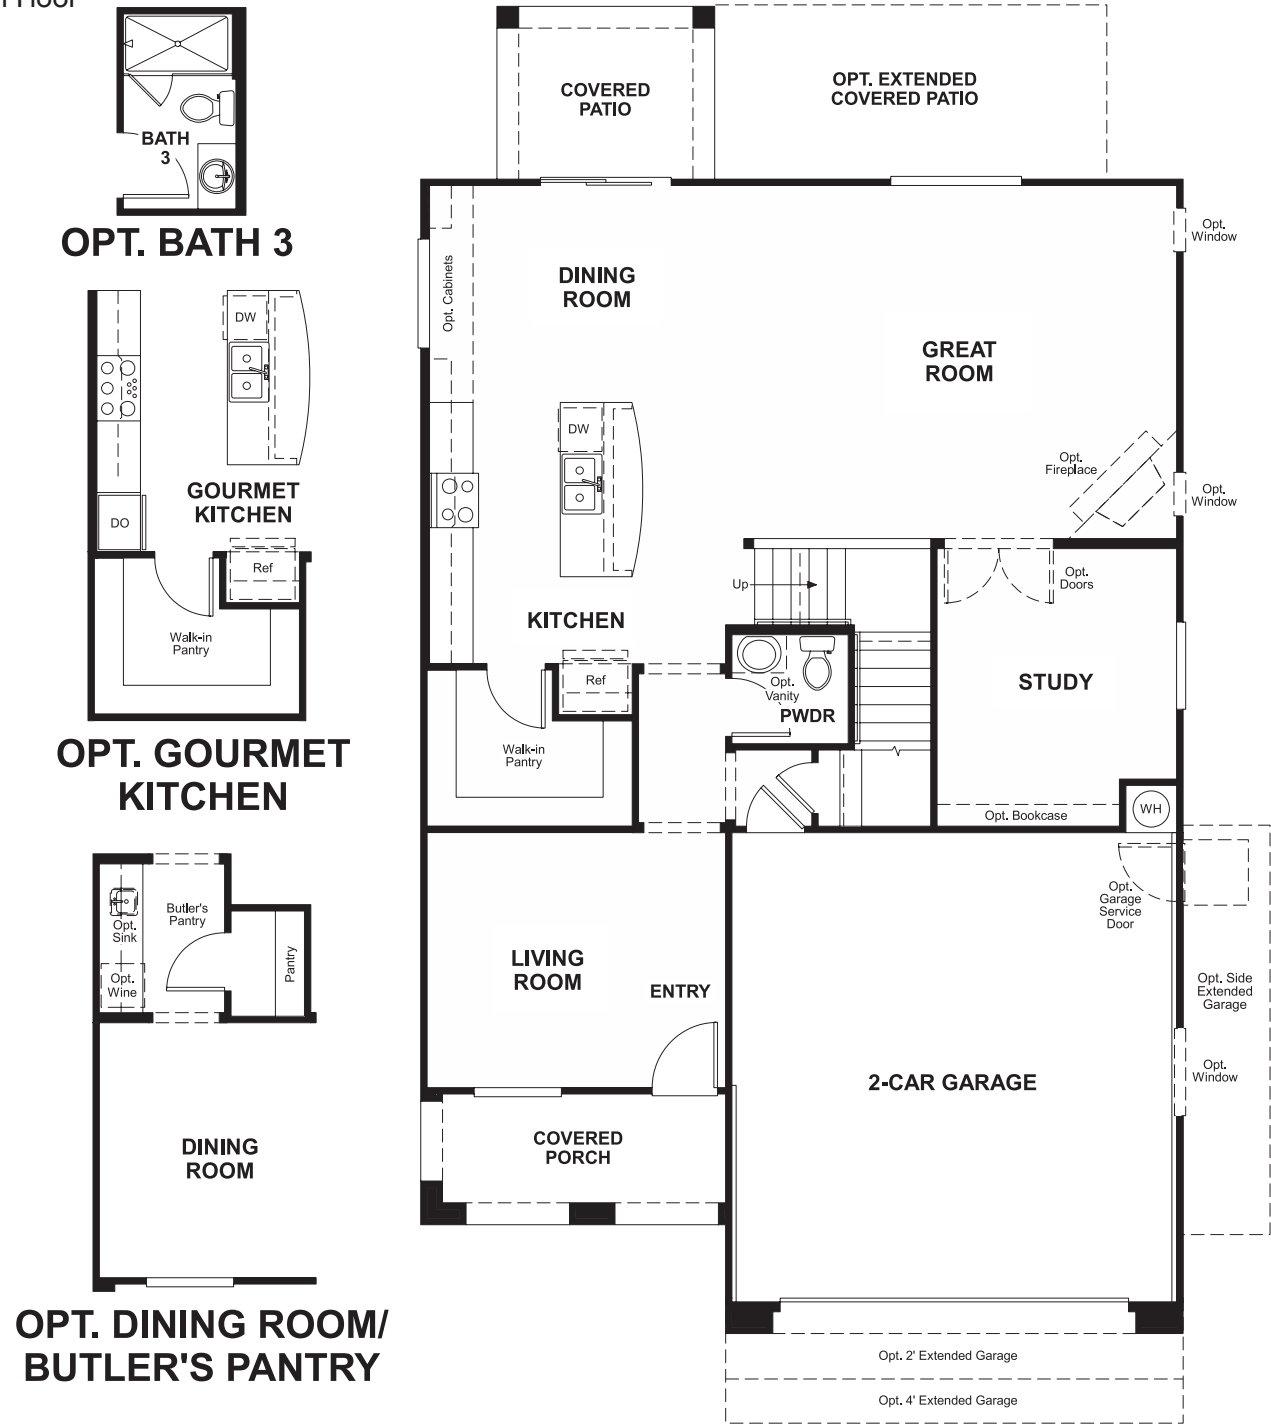 Floor
BATH
3
OPT. BATH 3
DW
GOURMET
KITCHEN
DO
Ref
Walk-in
Pantry
OPT. GOURMET
KITCHEN
Butler's
Pantry
Opt.
Sink
Opt.
Wine
Pantry
DINING
ROOM
OPT. DINING ROOM/
BUTLER'S PANTRY
COVERED
PATIO
OPT. EXTENDED
COVERED PATIO
Opt.
Window
Opt. Cabinets
DINING
ROOM
GREAT
ROOM
DW
Opt.
Fireplace
Opt.
Window
Up
Opt.
Doors
KITCHEN
Ref
Opt.
Vanity
PWDR
STUDY
Walk-in
Pantry
Opt. Bookcase
WH
Opt.
Garage
Service
Door
LIVING
ROOM
ENTRY
Opt. Side
Extended
Garage
Opt.
Window
2-CAR GARAGE
COVERED
PORCH
Opt. 2' Extended Garage
Opt. 4' Extended Garage